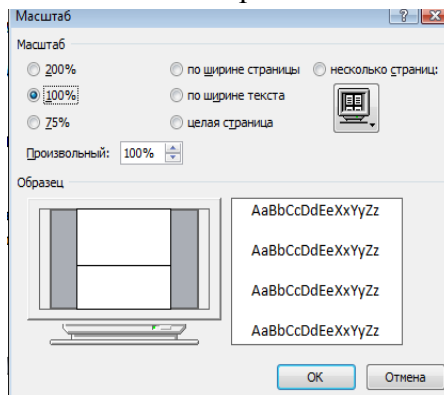 Масштаб
Масштаб
200% по ширине страницы несколько страниц:
100% по ширине текста
75% целая страница
Произвольный: 100%
Образец
AaBbCcDdEeXxYyZz
AaBbCcDdEeXxYyZz
AaBbCcDdEeXxYyZz
AaBbCcDdEeXxYyZz
ОК Отмена